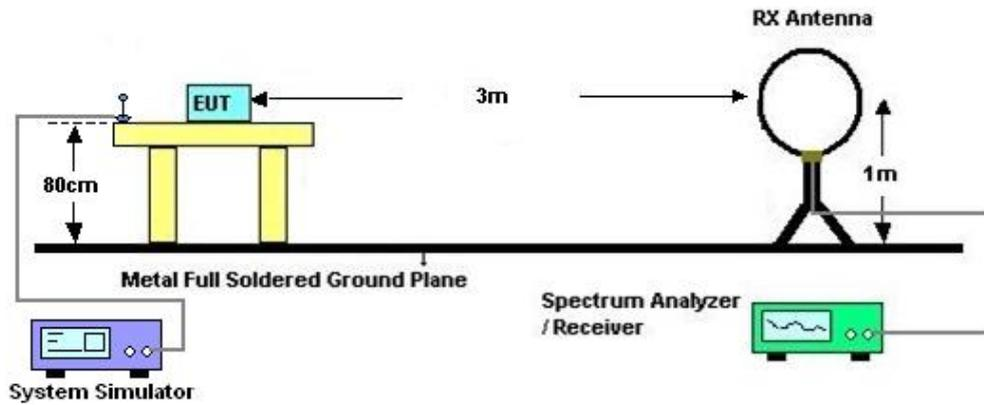 RX Antenna
EUT
3m
80cm
1m
Metal Full Soldered Ground Plane
Spectrum Analyzer
/ Receiver
System Simulator